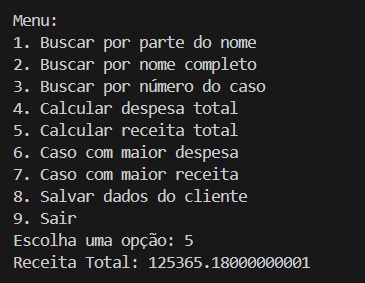 Menu:
1. Buscar por parte do nome
2. Buscar por nome completo
3. Buscar por número do caso
4. Calcular despesa total
5. Calcular receita total
6. Caso com maior despesa
7. Caso com maior receita
8. Salvar dados do cliente
9. Sair
Escolha uma opção: 5
Receita Total: 125365.18000000001